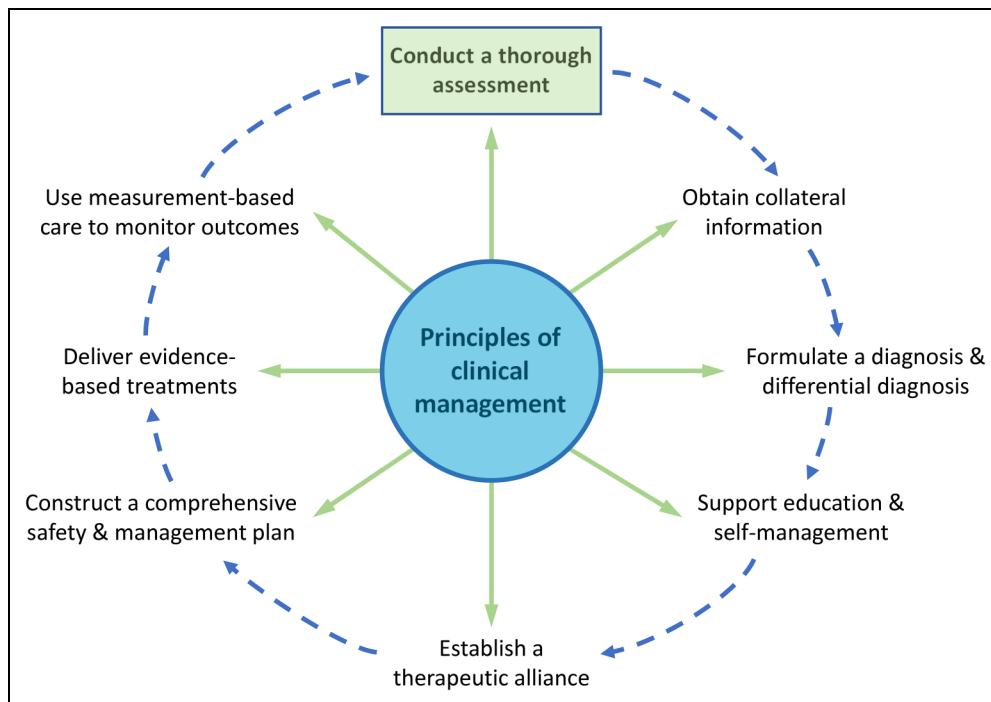 Conduct a thorough
assessment
Obtain collateral
information
Formulate a diagnosis &
differential diagnosis
Support education &
self-management
Establish a
therapeutic alliance
Construct a comprehensive
safety & management plan
Deliver evidence-
based treatments
Use measurement-based
care to monitor outcomes
Principles of
clinical
management